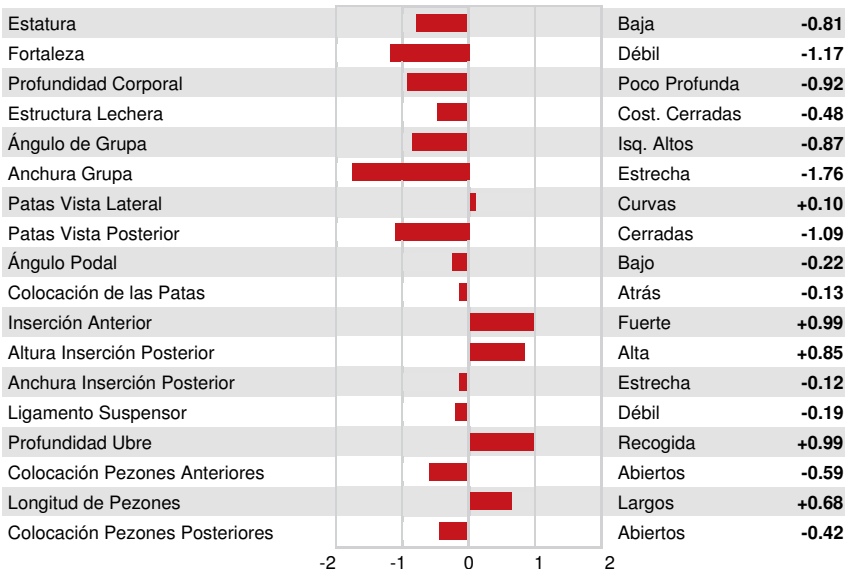 Estatura Baja -0.81
Fortaleza Débil -1.17
Profundidad Corporal Poco Profunda -0.92
Estructura Lechera Cost. Cerradas -0.48
Ángulo de Grupa Isq. Altos -0.87
Anchura Grupa Estrecha -1.76
Patas Vista Lateral Curvas +0.10
Patas Vista Posterior Cerradas -1.09
Ángulo Podal Bajo -0.22
Colocación de las Patas Atrás -0.13
Inserción Anterior Fuerte +0.99
Altura Inserción Posterior Alta +0.85
Anchura Inserción Posterior Estrecha -0.12
Ligamento Suspensor Débil -0.19
Profundidad Ubre Recogida +0.99
Colocación Pezones Anteriores Abiertos -0.59
Longitud de Pezones Largos +0.68
Colocación Pezones Posteriores Abiertos -0.42
-2 -1 0 1 2